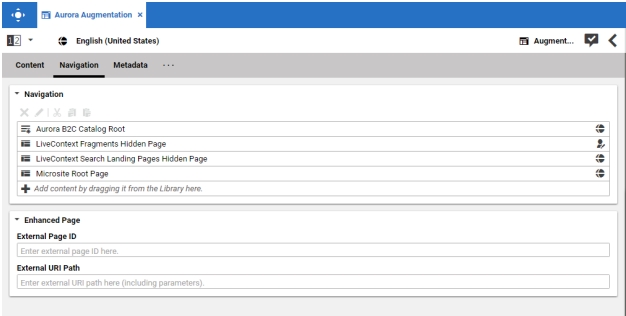 Aurora Augmentation ×
12 English (United States) Augment...
Content Navigation Metadata ...
Navigation
Aurora B2C Catalog Root
LiveContext Fragments Hidden Page
LiveContext Search Landing Pages Hidden Page
Microsite Root Page
Add content by dragging it from the Library here.
Enhanced Page
External Page ID
Enter external page ID here.
External URI Path
Enter external URI path here (including parameters).